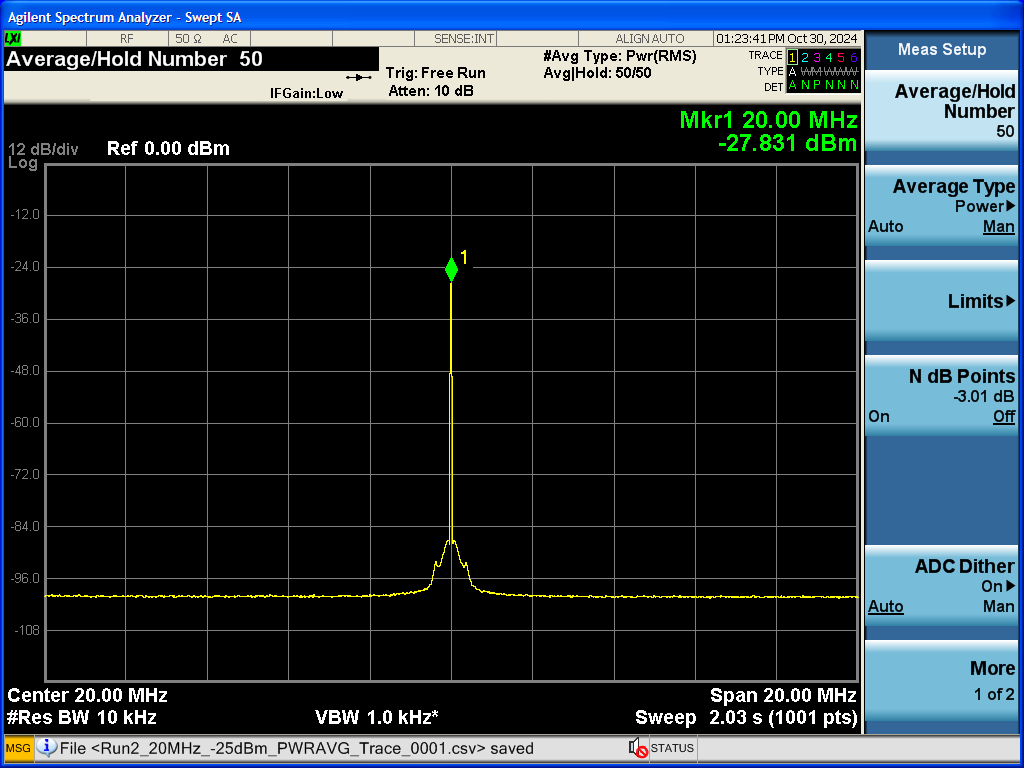 Agilent Spectrum Analyzer - Swept SA
LXI RF 50 Ω AC SENSE:INT ALIGN AUTO 01:23:41 PM Oct 30, 2024
Average/Hold Number 50
Trig: Free Run
IFGain:Low Atten: 10 dB
#Avg Type: Pwr(RMS)
Avg|Hold: 50/50
TRACE 1 2 3 4 5 6
TYPE A WMWWWW
DET A N P N N N
Mkr1 20.00 MHz
-27.831 dBm
12 dB/div Ref 0.00 dBm
Log
1
-12.0
-24.0
-36.0
-48.0
-60.0
-72.0
-84.0
-96.0
-108
Center 20.00 MHz Span 20.00 MHz
#Res BW 10 kHz VBW 1.0 kHz* Sweep 2.03 s (1001 pts)
MSG File <Run2_20MHz_-25dBm_PWRAVG_Trace_0001.csv> saved STATUS
Meas Setup
Average/Hold
Number
50
Average Type
Power
Auto Man
Limits
N dB Points
-3.01 dB
On Off
ADC Dither
On
Auto Man
More
1 of 2